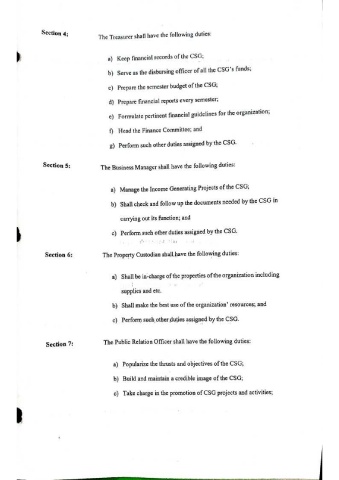 Section 4:
The Treasurer shall have the following duties:
a) Keep financial records of the CSG;
b) Serve as the disbursing officer of all the CSG's funds;
c) Prepare the semester budget of the CSG;
d) Prepare financial reports every semester;
e) Formulate pertinent financial guidelines for the organization;
f) Head the Finance Committee; and
g) Perform such other duties assigned by the CSG.
Section 5:
The Business Manager shall have the following duties:
a) Manage the Income Generating Projects of the CSG;
b) Shall check and follow up the documents needed by the CSG in
carrying out its function; and
c) Perform such other duties assigned by the CSG.
Section 6:
The Property Custodian shall have the following duties:
a) Shall be in-charge of the properties of the organization including
supplies and etc.
b) Shall make the best use of the organization' resources; and
c) Perform such other duties assigned by the CSG.
Section 7:
The Public Relation Officer shall have the following duties:
a) Popularize the thrusts and objectives of the CSG;
b) Build and maintain a credible image of the CSG;
c) Take charge in the promotion of CSG projects and activities;